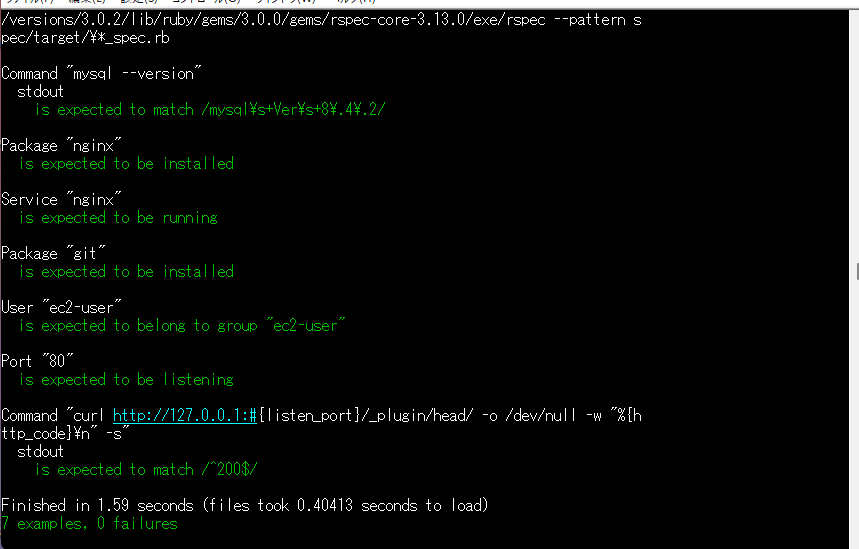 /versions/3.0.2/lib/ruby/gems/3.0.0/gems/rspec-core-3.13.0/exe/rspec --pattern s
pec/target/¥*_spec.rb
Command "mysql --version"
stdout
is expected to match /mysql¥s+Ver¥s+8¥.4¥.2/
Package "nginx"
is expected to be installed
Service "nginx"
is expected to be running
Package "git"
is expected to be installed
User "ec2-user"
is expected to belong to group "ec2-user"
Port "80"
is expected to be listening
Command "curl http://127.0.0.1:#{listen_port}/_plugin/head/ -o /dev/null -w "%{h
ttp_code}¥n" -s"
stdout
is expected to match /^200$/
Finished in 1.59 seconds (files took 0.40413 seconds to load)
7 examples, 0 failures